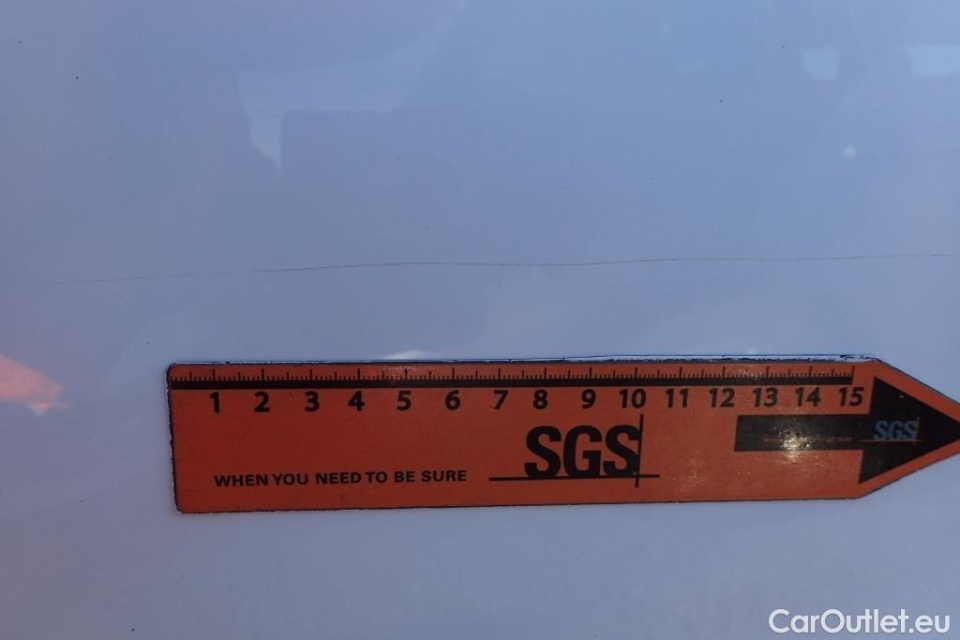 1 2 3 4 5 6 7 8 9 10 11 12 13 14 15
SGS
SGS
WHEN YOU NEED TO BE SURE
CarOutlet.eu